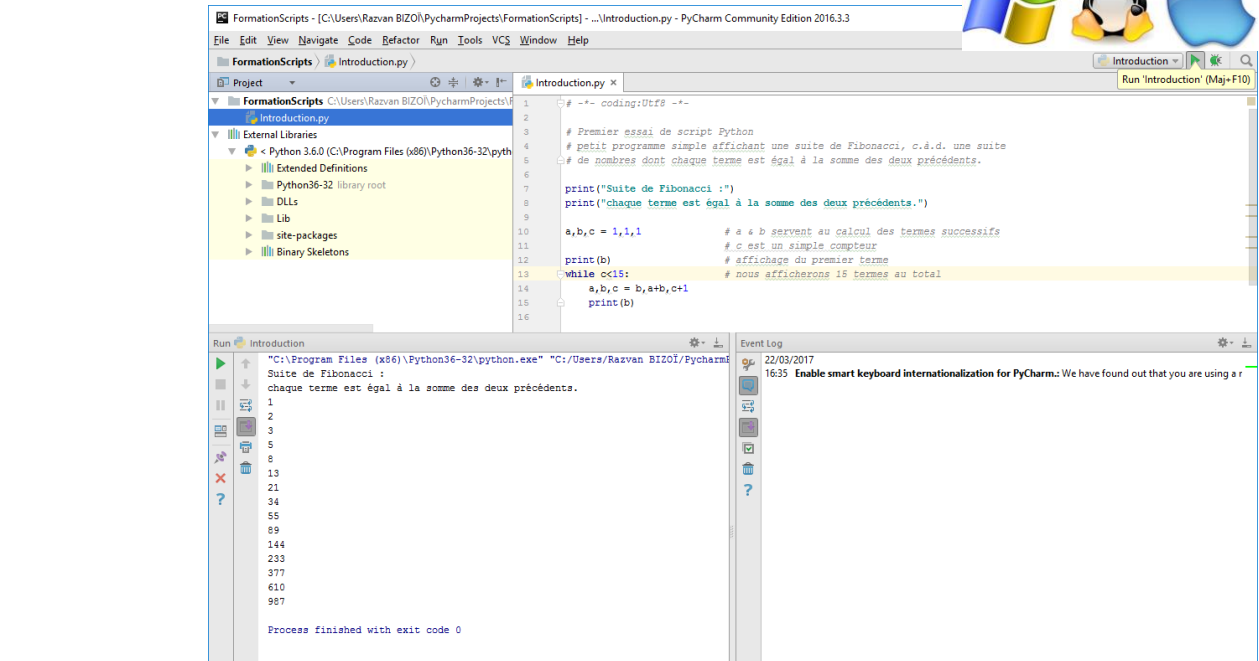 FormationScripts - [C:\Users\Razvan BIZOÏ\PycharmProjects\FormationScripts] - ...\Introduction.py - PyCharm Community Edition 2016.3.3
File Edit View Navigate Code Refactor Run Tools VCS Window Help
FormationScripts Introduction.py
Introduction
Run 'Introduction' (Maj+F10)
Project
FormationScripts C:\Users\Razvan BIZOÏ\PycharmProjects\F
Introduction.py
External Libraries
< Python 3.6.0 (C:\Program Files (x86)\Python36-32\pyth
Extended Definitions
Python36-32 library root
DLLs
Lib
site-packages
Binary Skeletons
Introduction.py
1 # -*- coding:Utf8 -*-
2
3 # Premier essai de script Python
4 # petit programme simple affichant une suite de Fibonacci, c.à.d. une suite
5 # de nombres dont chaque terme est égal à la somme des deux précédents.
6
7 print("Suite de Fibonacci :")
8 print("chaque terme est égal à la somme des deux précédents.")
9
10 a,b,c = 1,1,1 # a & b servent au calcul des termes successifs
11 # c est un simple compteur
12 print(b) # affichage du premier terme
13 while c<15: # nous afficherons 15 termes au total
14 a,b,c = b,a+b,c+1
15 print(b)
16
Run Introduction
"C:\Program Files (x86)\Python36-32\python.exe" "C:/Users/Razvan BIZOÏ/Pycharm
Suite de Fibonacci :
chaque terme est égal à la somme des deux précédents.
1
2
3
5
8
13
21
34
55
89
144
233
377
610
987
Process finished with exit code 0
Event Log
22/03/2017
16:35 Enable smart keyboard internationalization for PyCharm.: We have found out that you are using a r